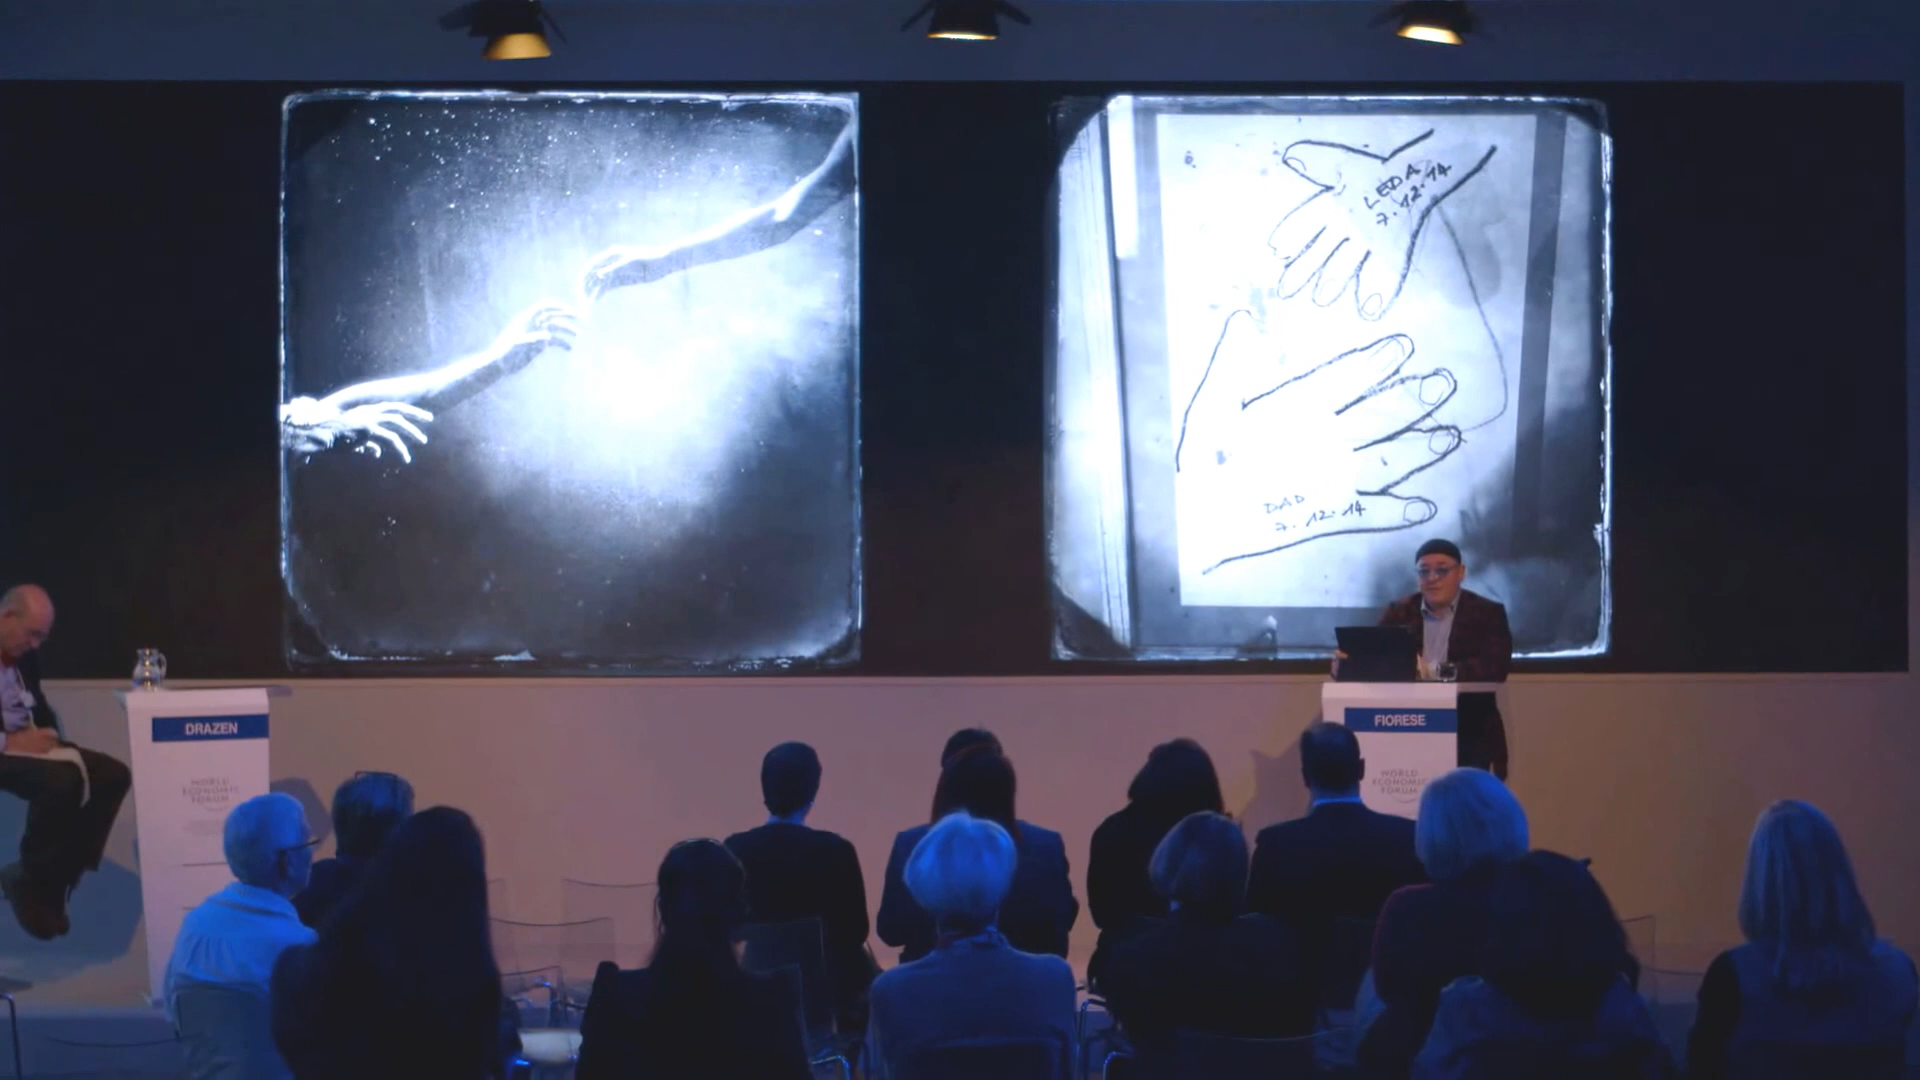 LEDA
7.12.14
DAD
7.12.14
DRAZEN
WORLD
ECONOMIC
FORUM
FIORESE
WORLD
ECONOMIC
FORUM